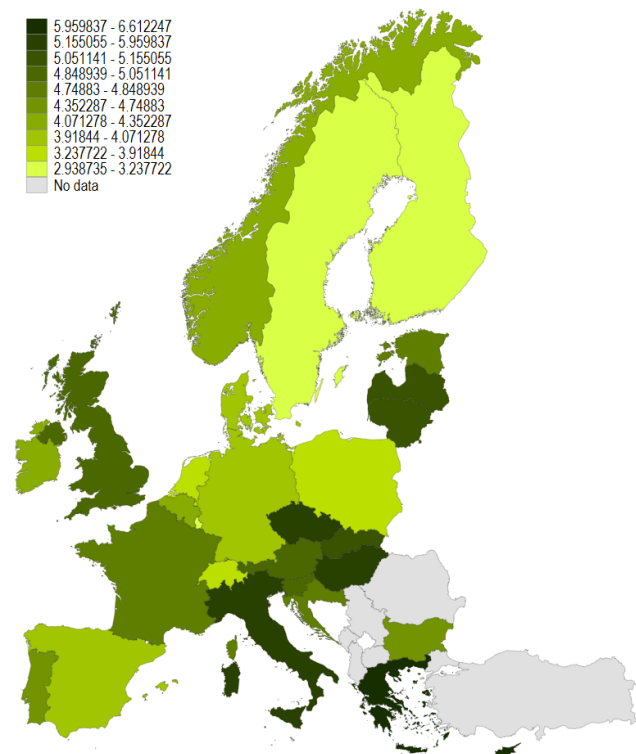 5.959837 - 6.612247
5.155055 - 5.959837
5.051141 - 5.155055
4.848939 - 5.051141
4.74883 - 4.848939
4.352287 - 4.74883
4.071278 - 4.352287
3.91844 - 4.071278
3.237722 - 3.91844
2.938735 - 3.237722
No data